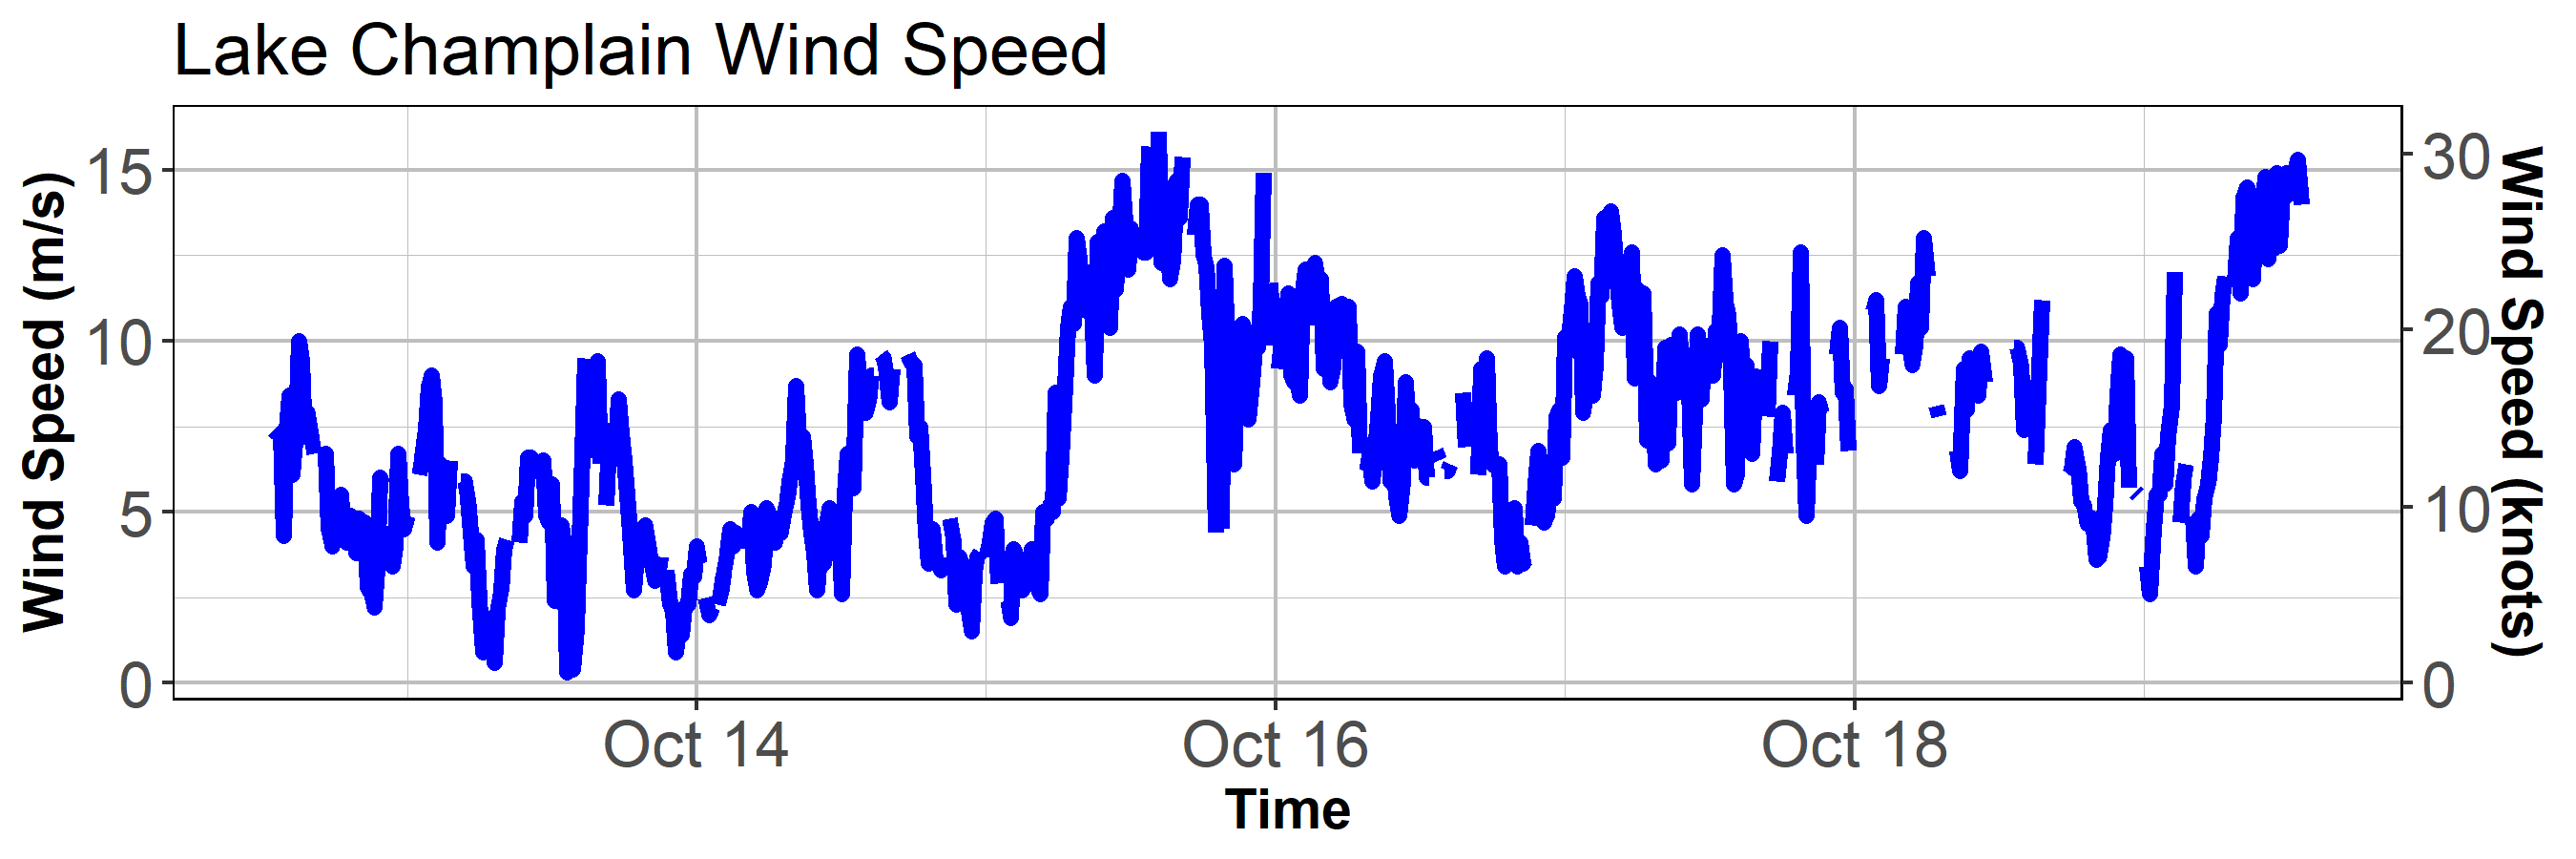 Lake Champlain Wind Speed
Wind Speed (m/s)
15
10
5
0
30
20
10
0
Wind Speed (knots)
Oct 14
Oct 16
Oct 18
Time